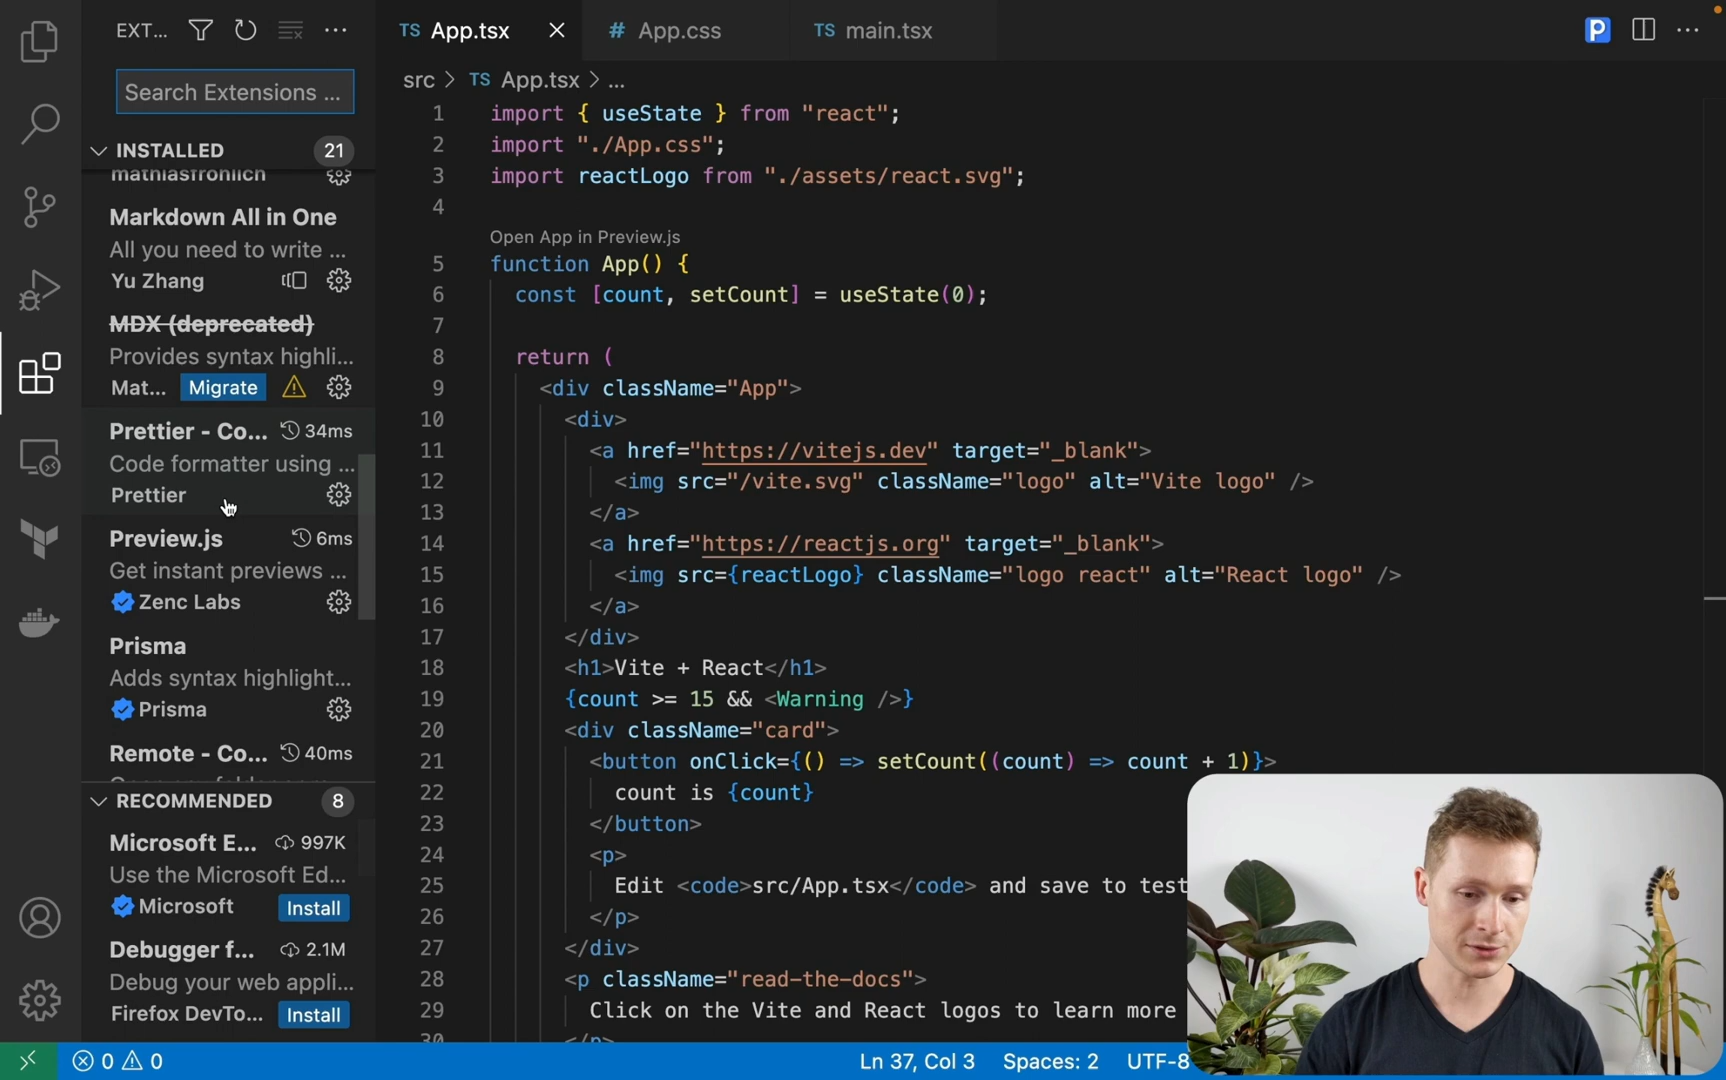 EXT...
Search Extensions ...
INSTALLED 21
mathiasfrohlich
Markdown All in One
All you need to write ...
Yu Zhang
MDX (deprecated)
Provides syntax highli...
Mat... Migrate
Prettier - Co... 34ms
Code formatter using ...
Prettier
Preview.js 6ms
Get instant previews ...
Zenc Labs
Prisma
Adds syntax highlight...
Prisma
Remote - Co... 40ms
RECOMMENDED 8
Microsoft E... 997K
Use the Microsoft Ed...
Microsoft Install
Debugger f... 2.1M
Debug your web appli...
Firefox DevTo... Install
TS App.tsx
# App.css
TS main.tsx
P
src > TS App.tsx > ...
1 import { useState } from "react";
2 import "./App.css";
3 import reactLogo from "./assets/react.svg";
4
Open App in Preview.js
5 function App() {
6 const [count, setCount] = useState(0);
7
8 return (
9 <div className="App">
10 <div>
11 <a href="https://vitejs.dev" target="_blank">
12 <img src="/vite.svg" className="logo" alt="Vite logo" />
13 </a>
14 <a href="https://reactjs.org" target="_blank">
15 <img src={reactLogo} className="logo react" alt="React logo" />
16 </a>
17 </div>
18 <h1>Vite + React</h1>
19 {count >= 15 && <Warning />}
20 <div className="card">
21 <button onClick={() => setCount((count) => count + 1)}>
22 count is {count}
23 </button>
24 <p>
25 Edit <code>src/App.tsx</code> and save to test
26 </p>
27 </div>
28 <p className="read-the-docs">
29 Click on the Vite and React logos to learn more
30 </p>
0 0
Ln 37, Col 3 Spaces: 2 UTF-8